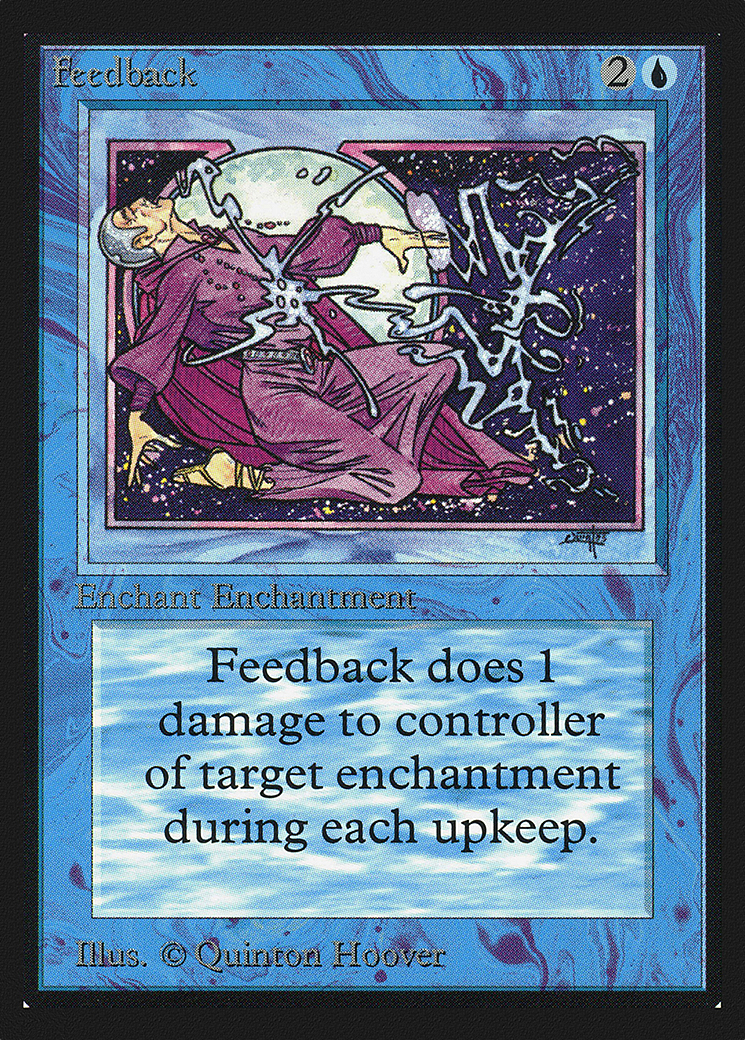 Feedback 2
Enchant Enchantment
Feedback does 1
damage to controller
of target enchantment
during each upkeep.
Illus. © Quinton Hoover